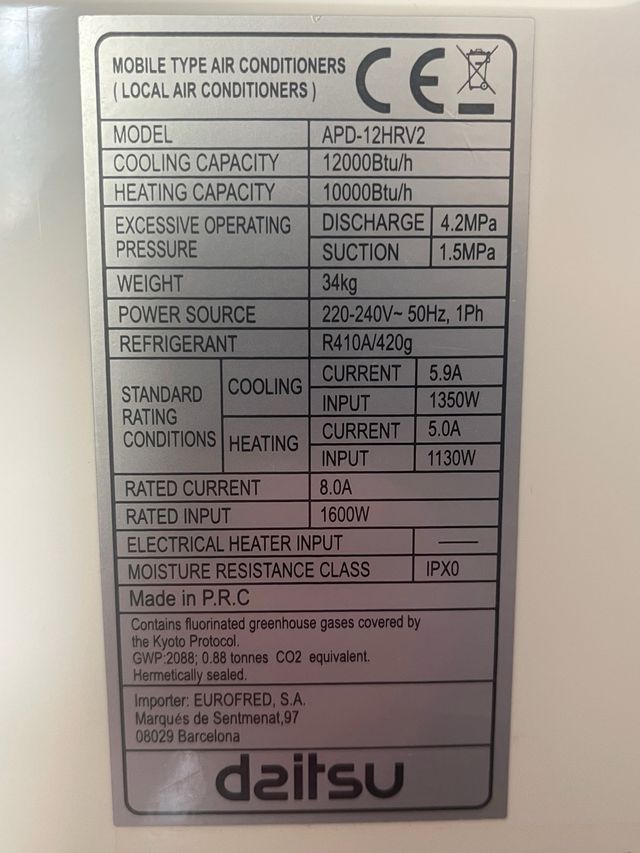 MOBILE TYPE AIR CONDITIONERS
( LOCAL AIR CONDITIONERS )
CE
MODEL APD-12HRV2
COOLING CAPACITY 12000Btu/h
HEATING CAPACITY 10000Btu/h
EXCESSIVE OPERATING PRESSURE DISCHARGE 4.2MPa
SUCTION 1.5MPa
WEIGHT 34kg
POWER SOURCE 220-240V~ 50Hz, 1Ph
REFRIGERANT R410A/420g
STANDARD RATING CONDITIONS COOLING CURRENT 5.9A
INPUT 1350W
HEATING CURRENT 5.0A
INPUT 1130W
RATED CURRENT 8.0A
RATED INPUT 1600W
ELECTRICAL HEATER INPUT ——
MOISTURE RESISTANCE CLASS IPX0
Made in P.R.C
Contains fluorinated greenhouse gases covered by
the Kyoto Protocol.
GWP:2088; 0.88 tonnes CO2 equivalent.
Hermetically sealed.
Importer: EUROFRED, S.A.
Marqués de Sentmenat,97
08029 Barcelona
daitsu